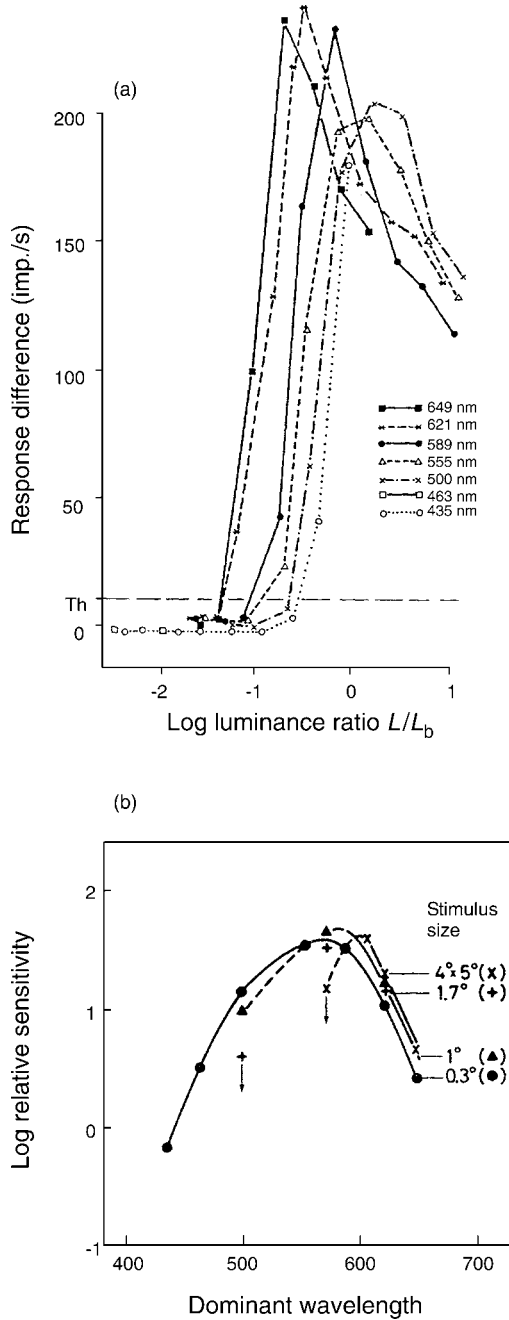 (a)
200
150
100
50
Th
0
Response difference (imp./s)
649 nm
621 nm
589 nm
555 nm
500 nm
463 nm
435 nm
-2 -1 0 1
Log luminance ratio L/Lb
(b)
2
1
0
-1
Log relative sensitivity
Stimulus
size
4°x 5° (x)
1.7° (+)
1° (▲)
0.3° (●)
400 500 600 700
Dominant wavelength